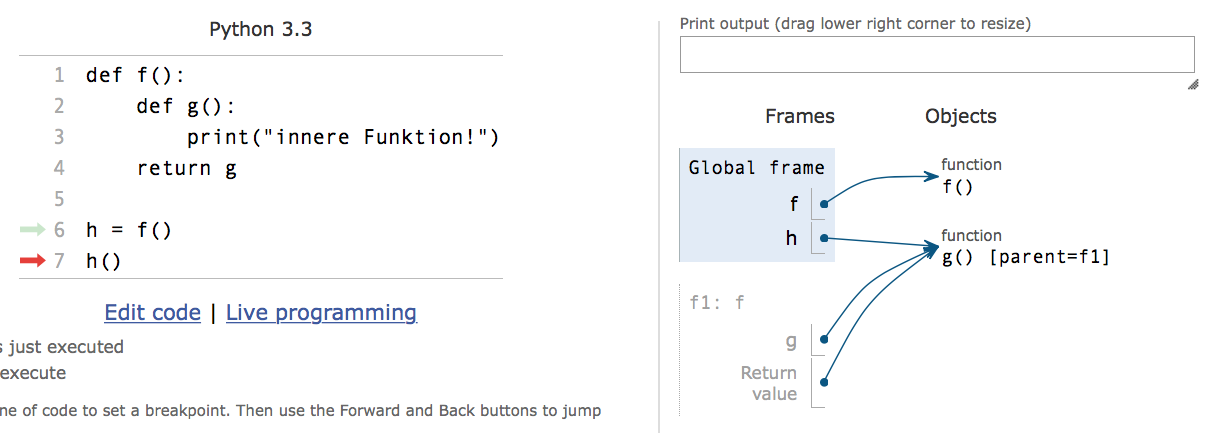 Python 3.3
1 def f():
2 def g():
3 print("innere Funktion!")
4 return g
5
6 h = f()
7 h()
Edit code | Live programming
s just executed
execute
ne of code to set a breakpoint. Then use the Forward and Back buttons to jump
Print output (drag lower right corner to resize)
Frames Objects
Global frame
f
h
function
f()
function
g() [parent=f1]
f1: f
g
Return
value